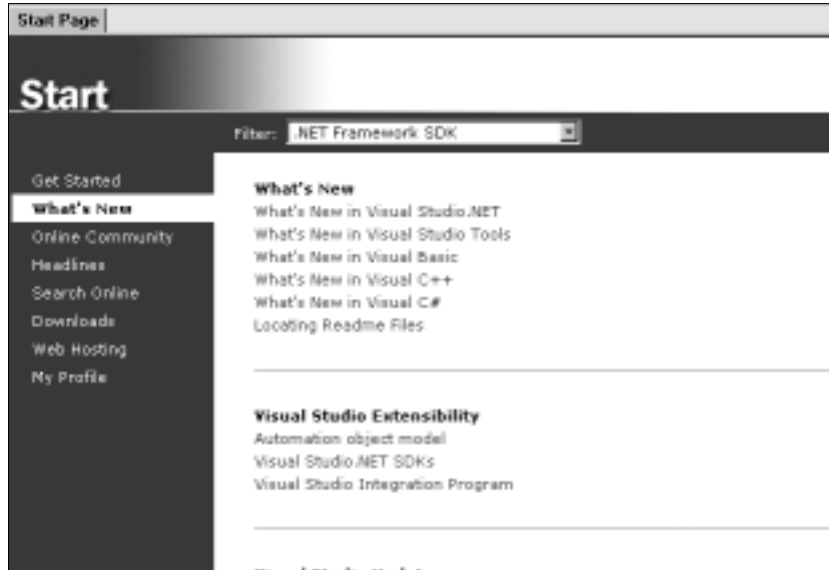 Start Page
Start
Filter: .NET Framework SDK
Get Started
What's New
Online Community
Headlines
Search Online
Downloads
Web Hosting
My Profile
What's New
What's New in Visual Studio.NET
What's New in Visual Studio Tools
What's New in Visual Basic
What's New in Visual C++
What's New in Visual C#
Locating Readme Files
Visual Studio Extensibility
Automation object model
Visual Studio.NET SDKs
Visual Studio Integration Program